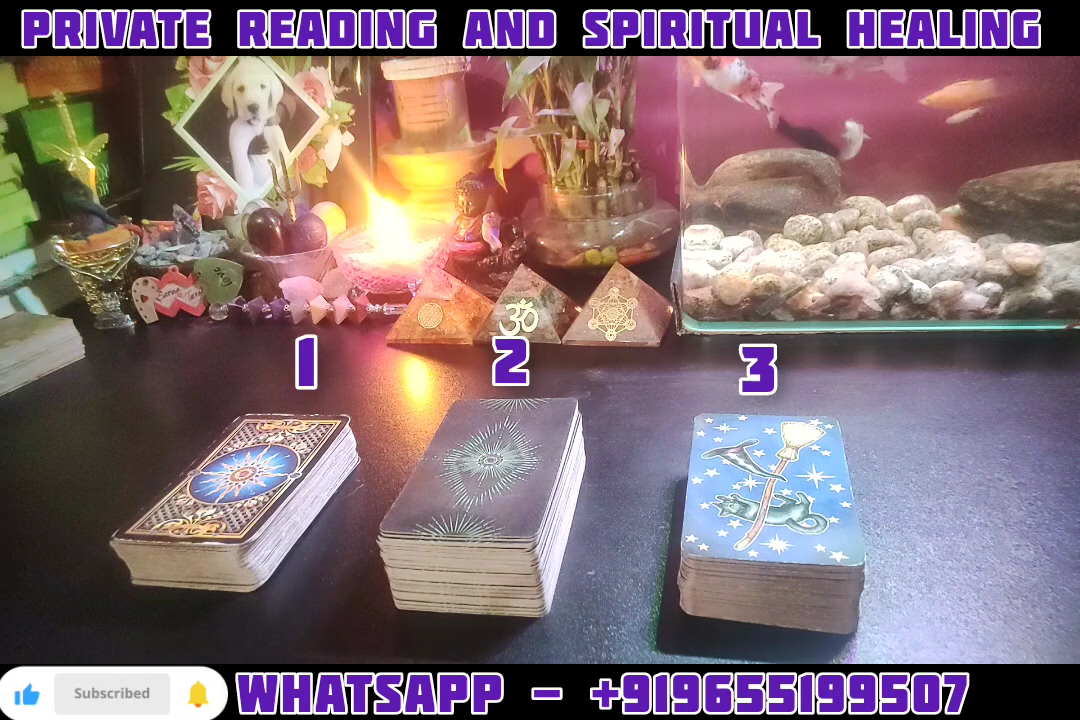 PRIVATE READING AND SPIRITUAL HEALING
ॐ
1 2 3
Subscribed
WHATSAPP - +919655199507